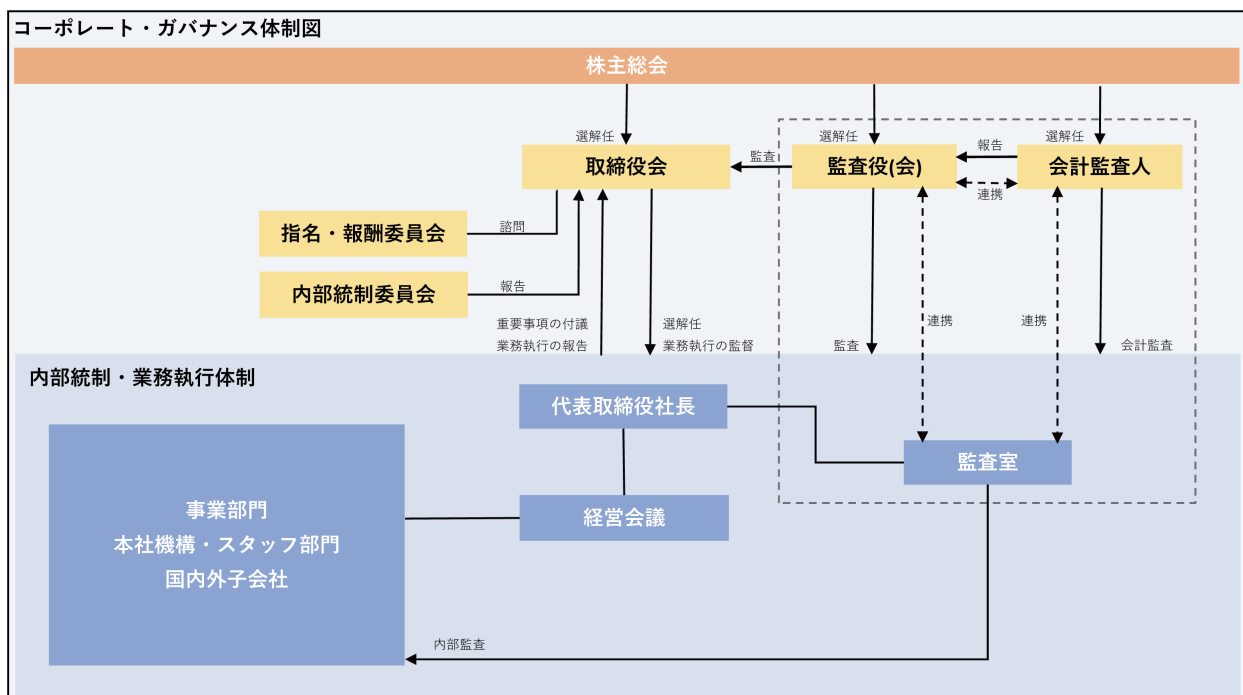 コーポレート・ガバナンス体制図
株主総会
選解任
選解任
選解任
取締役会
監査
監査役(会)
報告
連携
会計監査人
指名・報酬委員会
諮問
内部統制委員会
報告
重要事項の付議
業務執行の報告
選解任
業務執行の監督
監査
連携
連携
会計監査
内部統制・業務執行体制
代表取締役社長
監査室
経営会議
事業部門
本社機構・スタッフ部門
国内外子会社
内部監査